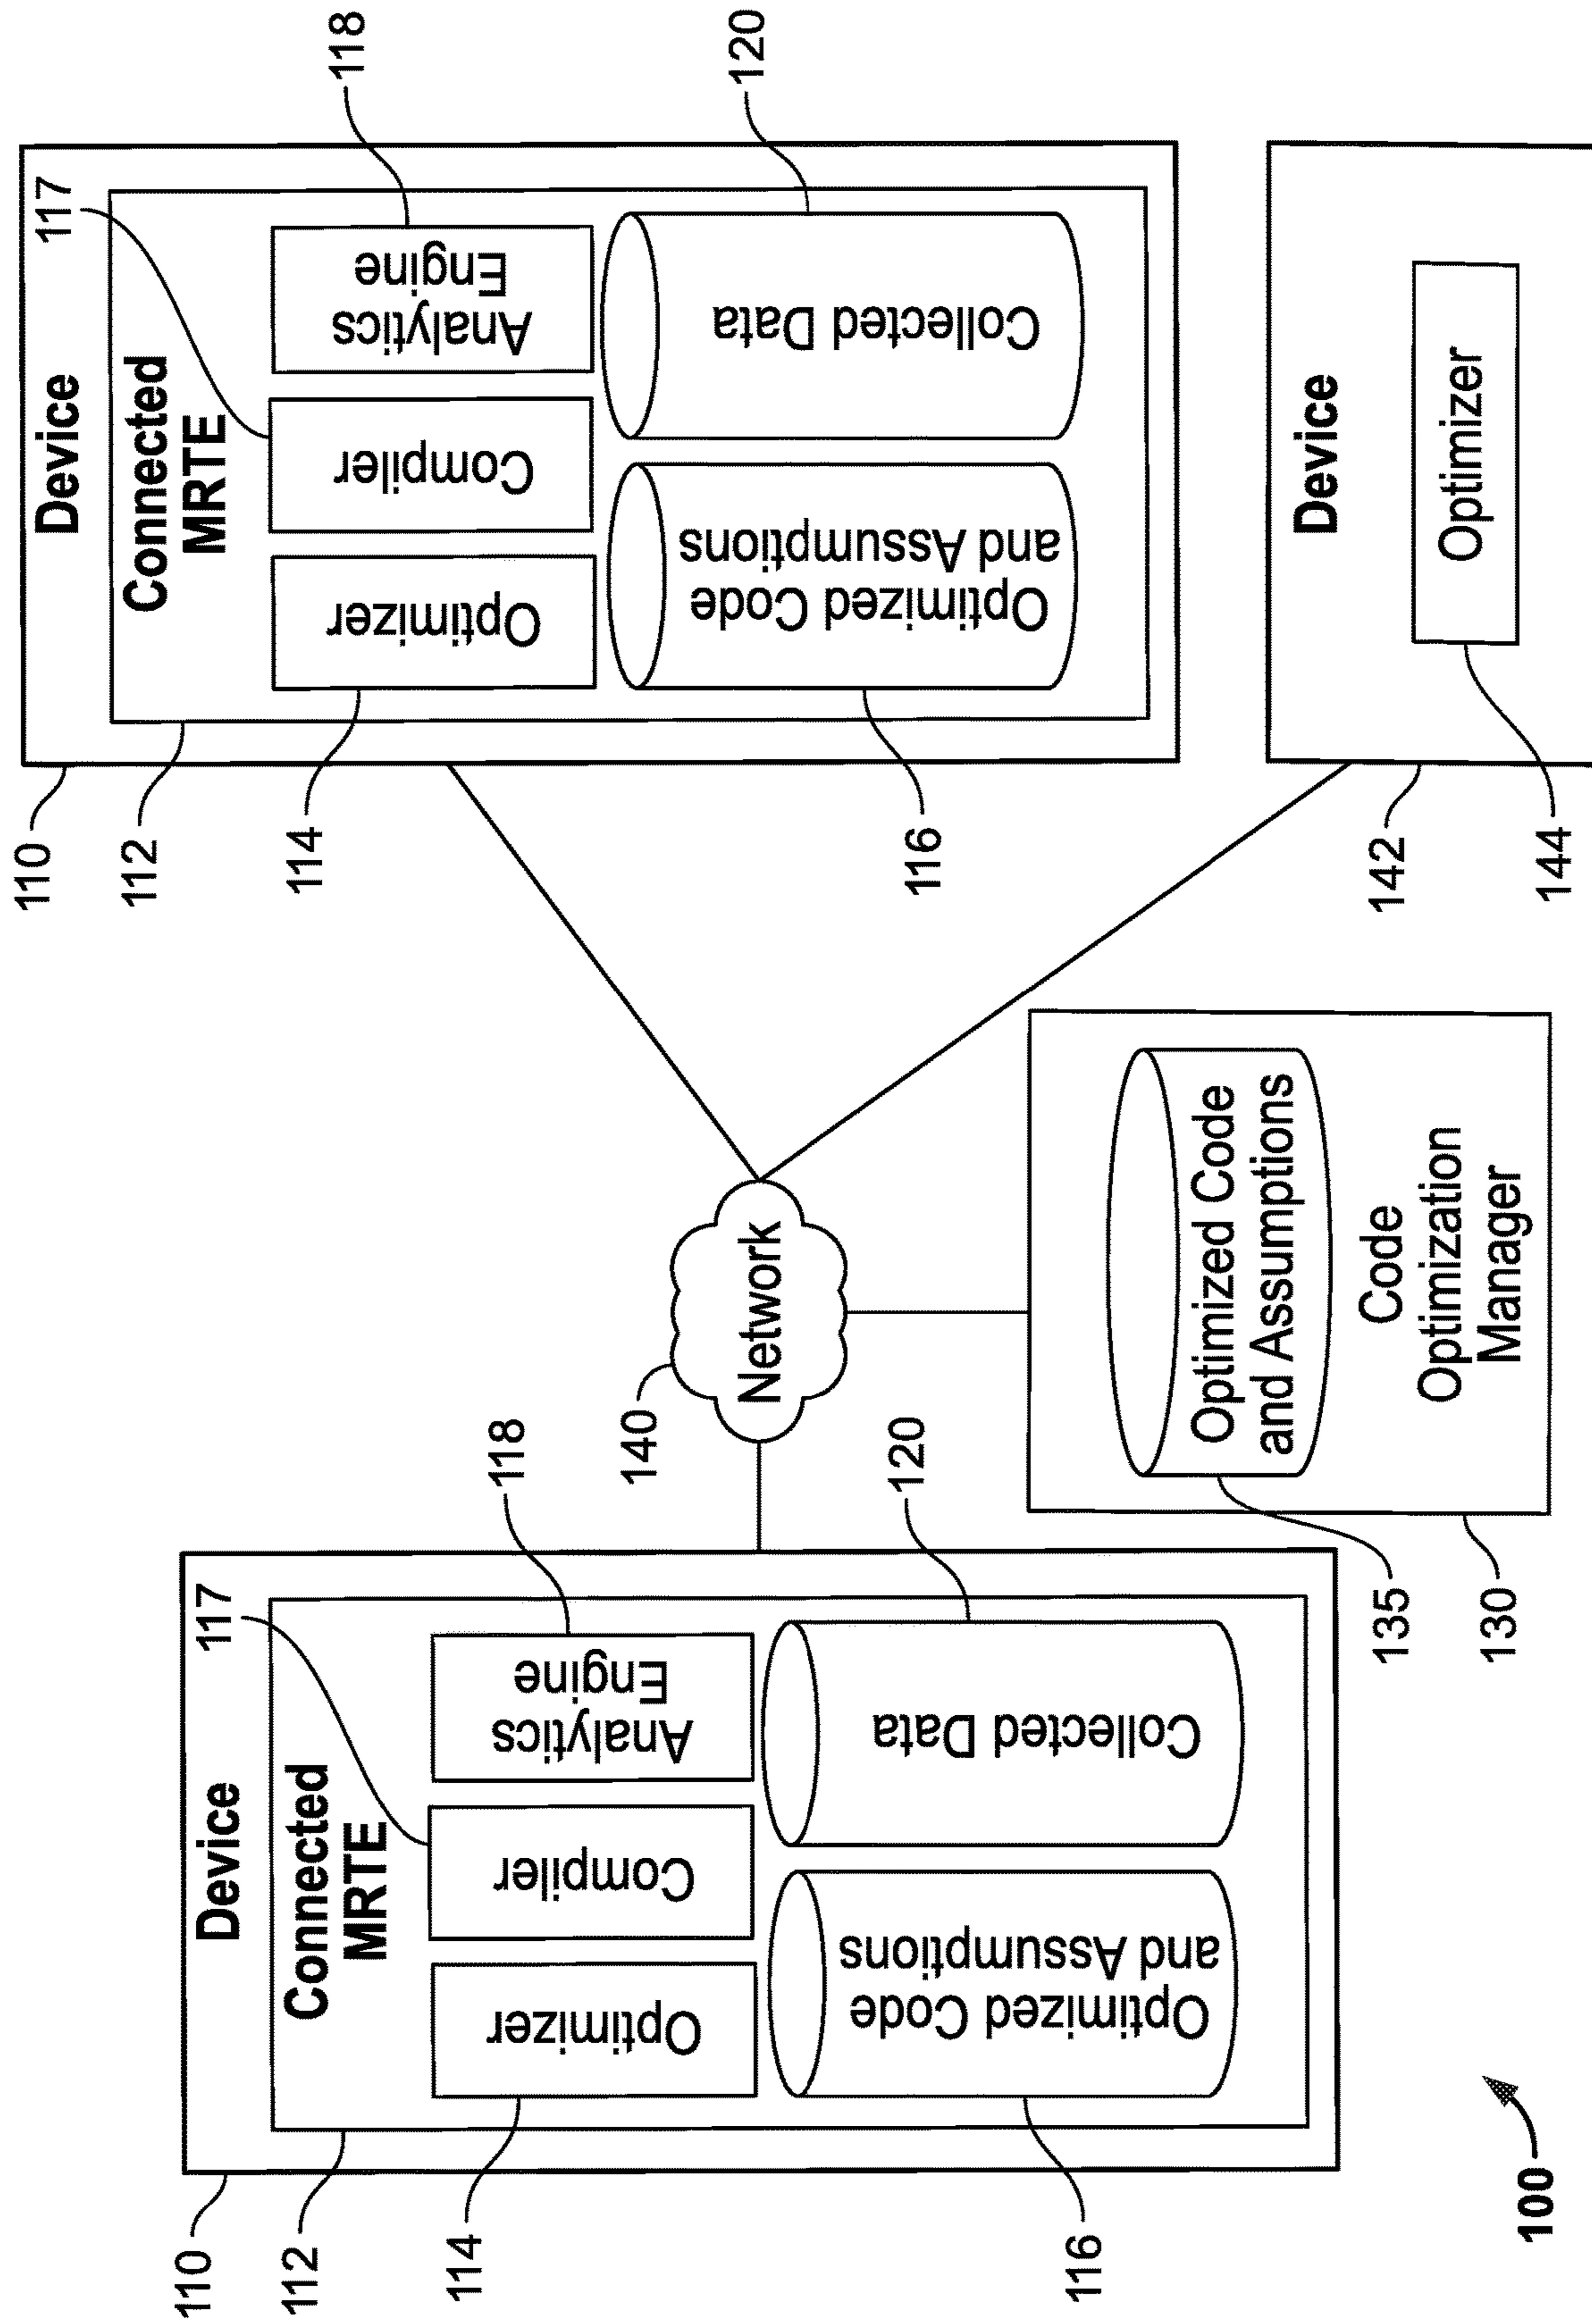 110
Device
112
Connected
MRTE
117
118
114
Optimizer
Compiler
Analytics
Engine
116
Optimized Code
and Assumptions
Collected Data
120
140
Network
135
Optimized Code
and Assumptions
130
Code
Optimization
Manager
110
Device
112
Connected
MRTE
117
118
114
Optimizer
Compiler
Analytics
Engine
116
Optimized Code
and Assumptions
Collected Data
120
142
Device
144
Optimizer
100